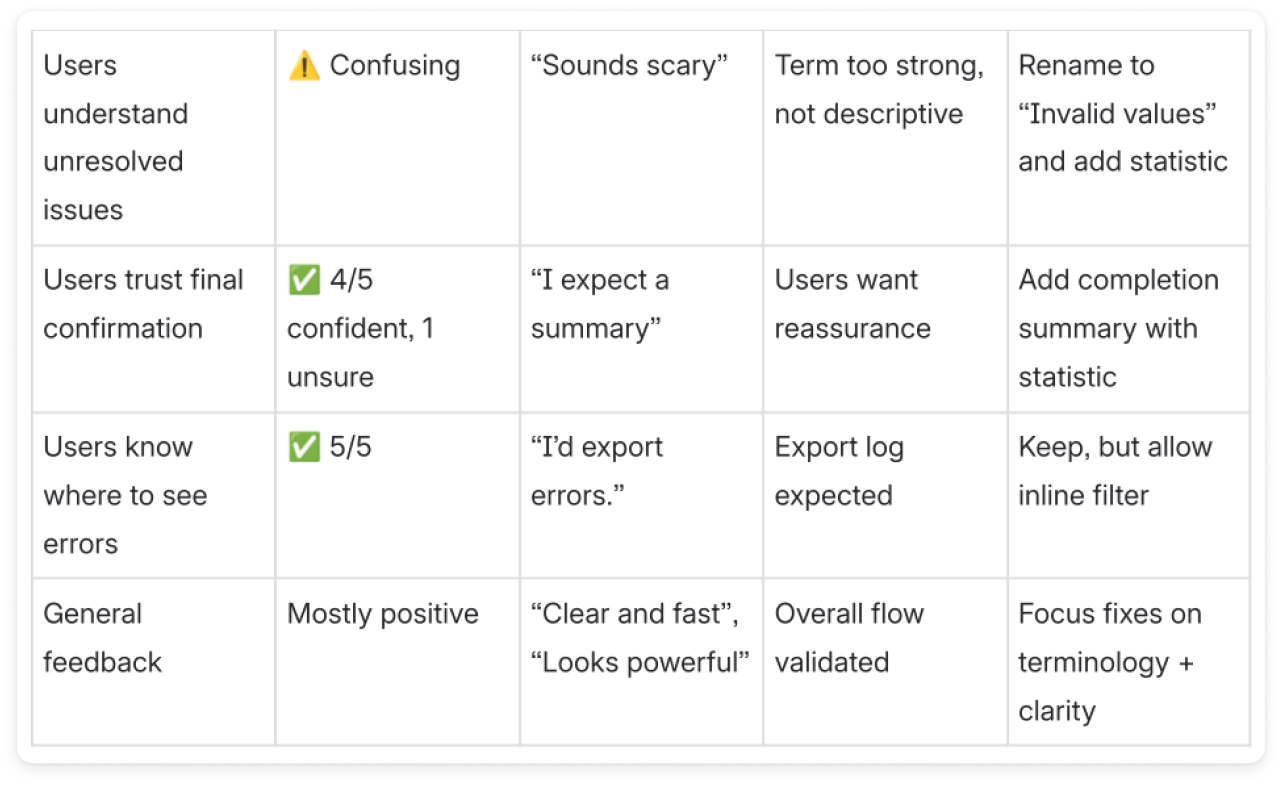 Users understand unresolved issues
⚠️ Confusing
“Sounds scary”
Term too strong, not descriptive
Rename to “Invalid values” and add statistic
Users trust final confirmation
✅ 4/5 confident, 1 unsure
“I expect a summary”
Users want reassurance
Add completion summary with statistic
Users know where to see errors
✅ 5/5
“I’d export errors.”
Export log expected
Keep, but allow inline filter
General feedback
Mostly positive
“Clear and fast”, “Looks powerful”
Overall flow validated
Focus fixes on terminology + clarity